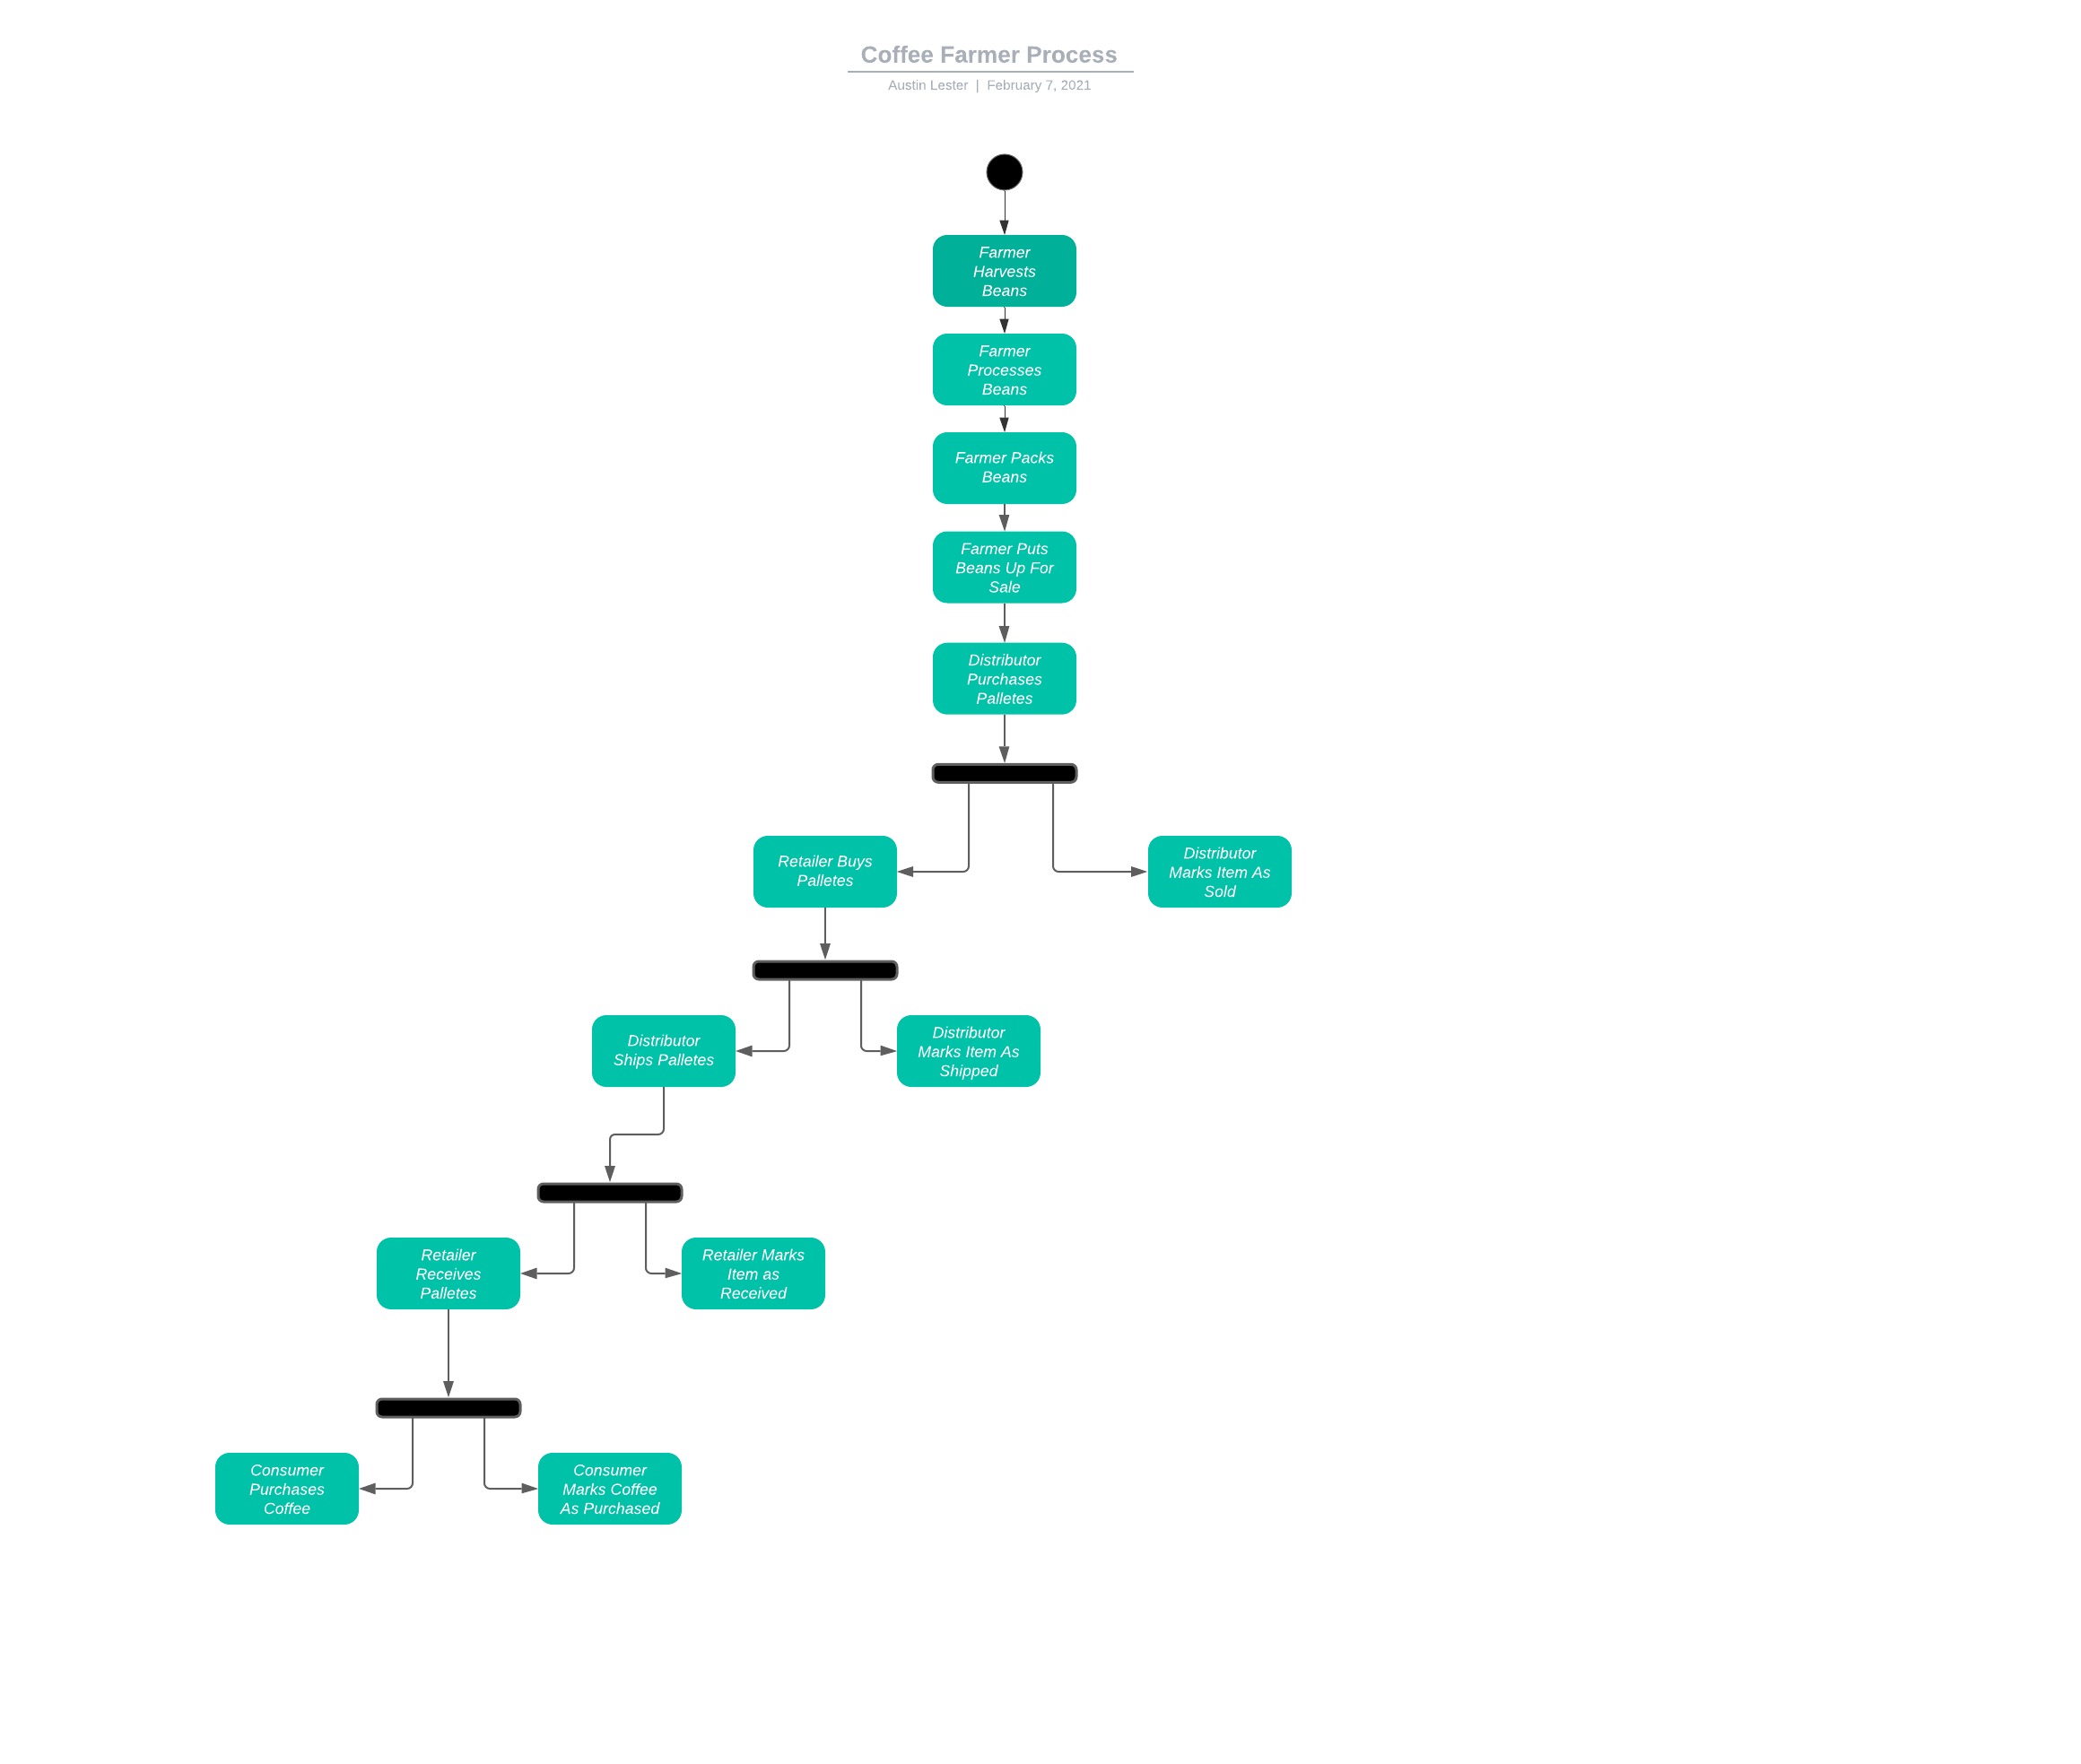 Coffee Farmer Process
Austin Lester | February 7, 2021
Farmer
Harvests
Beans
Farmer
Processes
Beans
Farmer Packs
Beans
Farmer Puts
Beans Up For
Sale
Distributor
Purchases
Palletes
Retailer Buys
Palletes
Distributor
Marks Item As
Sold
Distributor
Ships Palletes
Distributor
Marks Item As
Shipped
Retailer
Receives
Palletes
Retailer Marks
Item as
Received
Consumer
Purchases
Coffee
Consumer
Marks Coffee
As Purchased